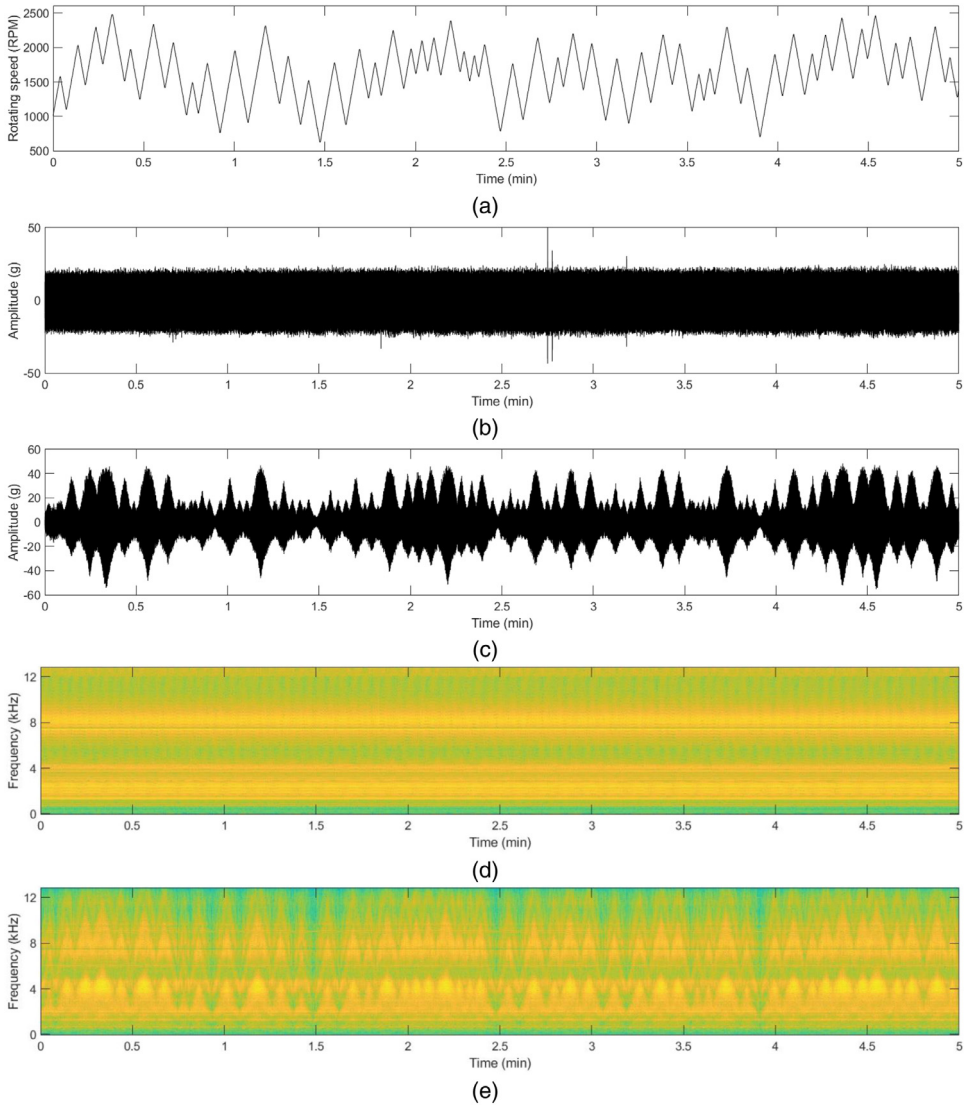 2500
2000
1500
1000
500
Rotating speed (RPM)
0 0.5 1 1.5 2 2.5 3 3.5 4 4.5 5
Time (min)
(a)
50
0
-50
Amplitude (g)
0 0.5 1 1.5 2 2.5 3 3.5 4 4.5 5
Time (min)
(b)
60
40
20
0
-20
-40
-60
Amplitude (g)
0 0.5 1 1.5 2 2.5 3 3.5 4 4.5 5
Time (min)
(c)
12
8
4
0
Frequency (kHz)
0 0.5 1 1.5 2 2.5 3 3.5 4 4.5 5
Time (min)
(d)
12
8
4
0
Frequency (kHz)
0 0.5 1 1.5 2 2.5 3 3.5 4 4.5 5
Time (min)
(e)